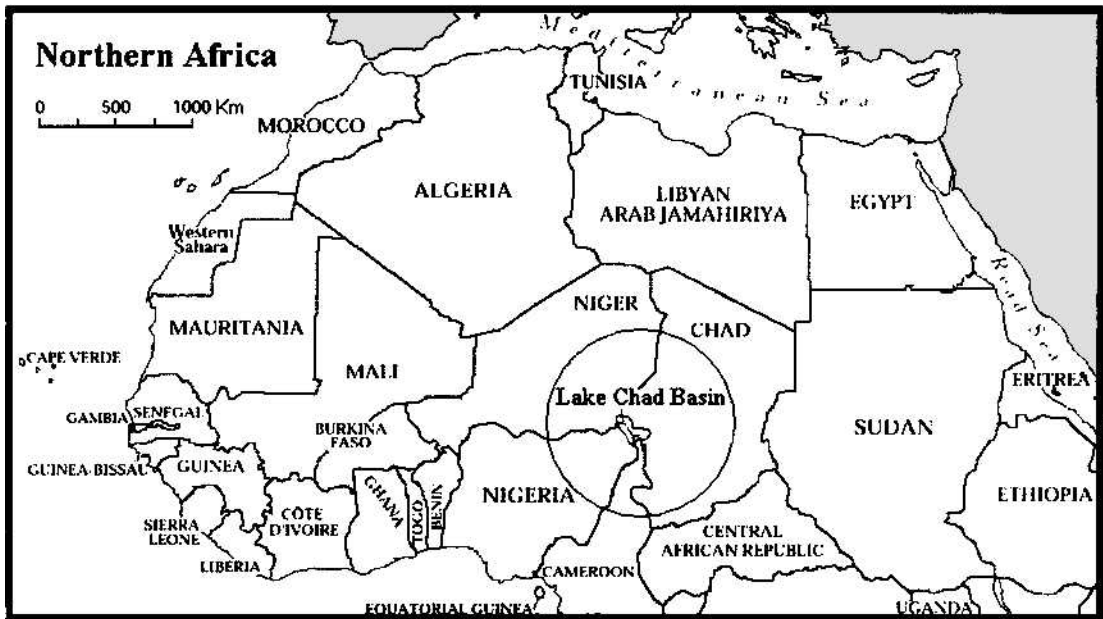 Northern Africa
0 500 1000 Km
Mediterranean Sea
TUNISIA
MOROCCO
ALGERIA
LIBYAN
ARAB JAMAHIRIYA
EGYPT
Western
Sahara
Read Sea
NIGER
MAURITANIA
CHAD
CAPE VERDE
MALI
ERITREA
Lake Chad Basin
GAMBIA
SENEGAL
BURKINA
FASO
SUDAN
GUINEA-BISSAU
GUINEA
GHANA
TOGO
BENIN
NIGERIA
ETHIOPIA
CÔTE
D'IVOIRE
SIERRA
LEONE
CENTRAL
AFRICAN REPUBLIC
LIBERIA
CAMEROON
EQUATORIAL GUINEA
UGANDA